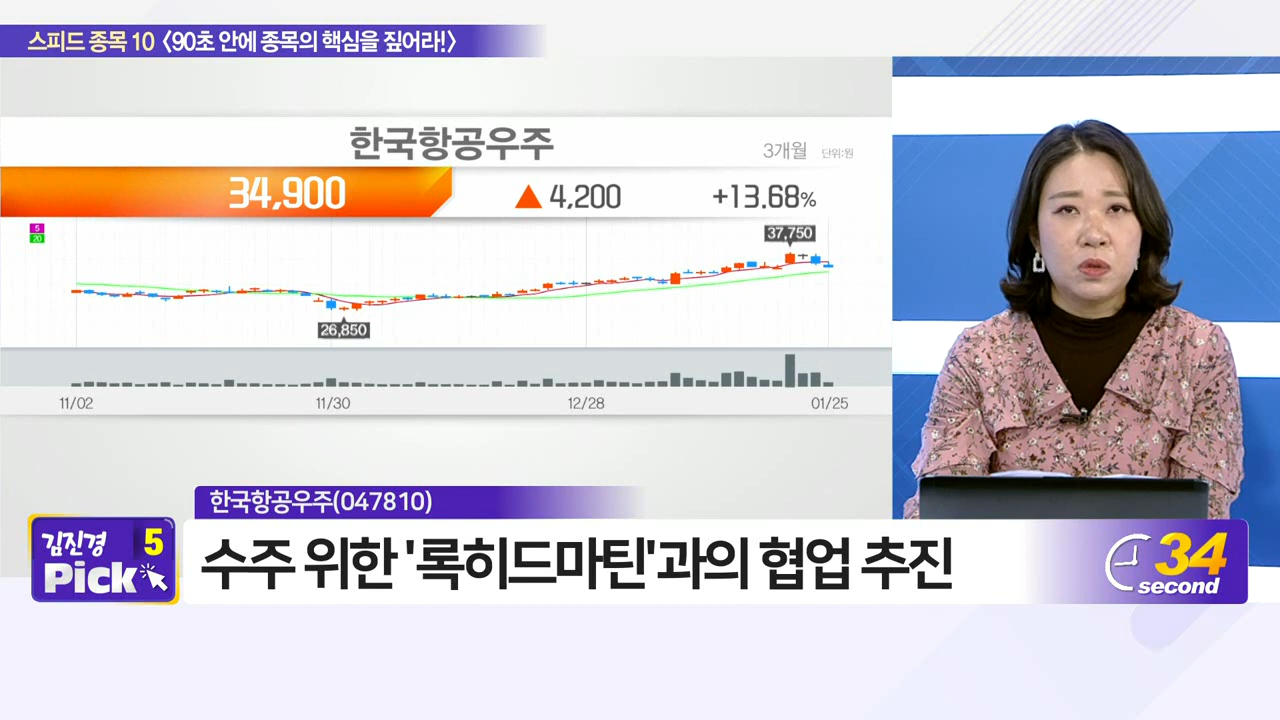 스피드 종목 10 <90초 안에 종목의 핵심을 짚어라!>
한국항공우주
3개월 단위:원
34,900 ▲ 4,200 +13.68%
5
20
37,750
26,850
11/02 11/30 12/28 01/25
한국항공우주(047810)
김진경 5
Pick
수주 위한 '록히드마틴'과의 협업 추진
34
second